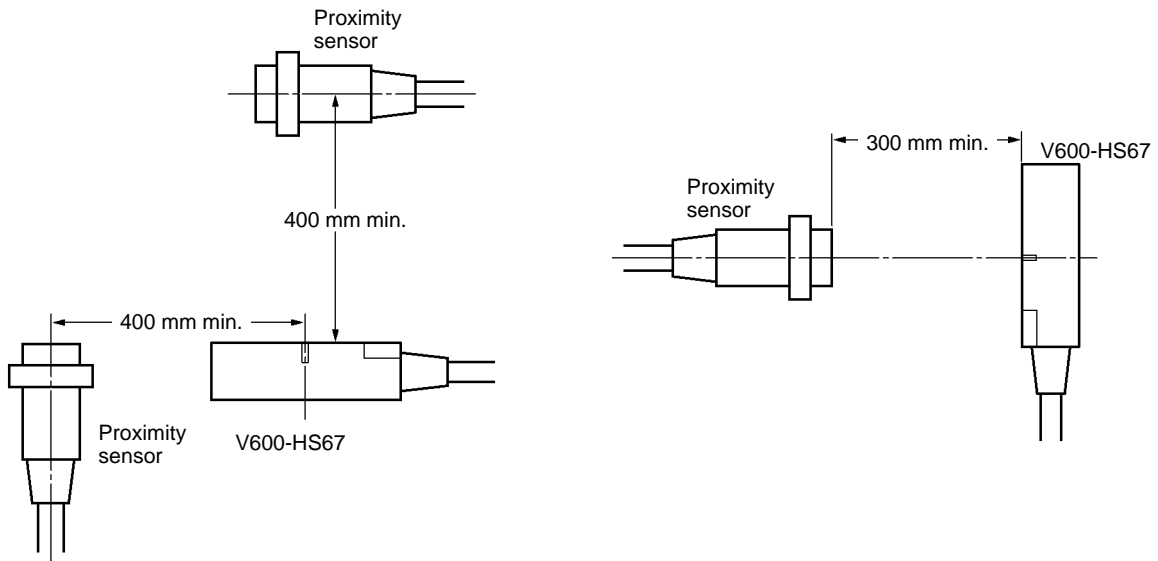 Proximity
sensor
400 mm min.
400 mm min.
Proximity
sensor
V600-HS67
300 mm min.
V600-HS67
Proximity
sensor